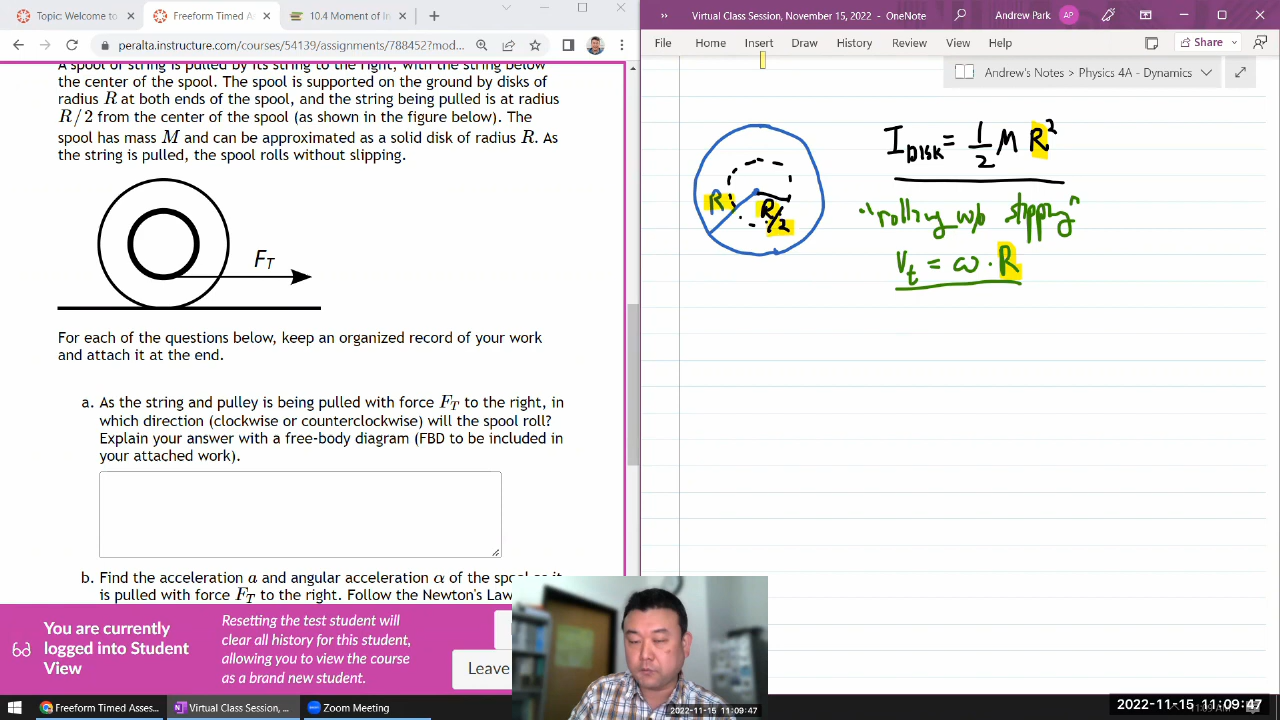 Topic: Welcome to
Freeform Timed As
10.4 Moment of In
Virtual Class Session, November 15, 2022 - OneNote
Andrew Park
AP
peralta.instructure.com/courses/54139/assignments/788452?mod...
File
Home
Insert
Draw
History
Review
View
Help
Share
Andrew's Notes > Physics 4A - Dynamics
A spool of string is pulled by its string to the right, with the string below
the center of the spool. The spool is supported on the ground by disks of
radius R at both ends of the spool, and the string being pulled is at radius
R/2 from the center of the spool (as shown in the figure below). The
spool has mass M and can be approximated as a solid disk of radius R. As
the string is pulled, the spool rolls without slipping.
F_T
For each of the questions below, keep an organized record of your work
and attach it at the end.
a. As the string and pulley is being pulled with force F_T to the right, in
which direction (clockwise or counterclockwise) will the spool roll?
Explain your answer with a free-body diagram (FBD to be included in
your attached work).
b. Find the acceleration a and angular acceleration α of the spool as it
is pulled with force F_T to the right. Follow the Newton's Law
You are currently
logged into Student
View
Resetting the test student will
clear all history for this student,
allowing you to view the course
as a brand new student.
Leave
R
R/2
I_DISK = 1/2 M R²
"rolling w/o slipping"
V_t = ω · R
Freeform Timed Asses...
Virtual Class Session, ...
Zoom Meeting
2022-11-15 11:09:47
2022-11-15 11:09:47